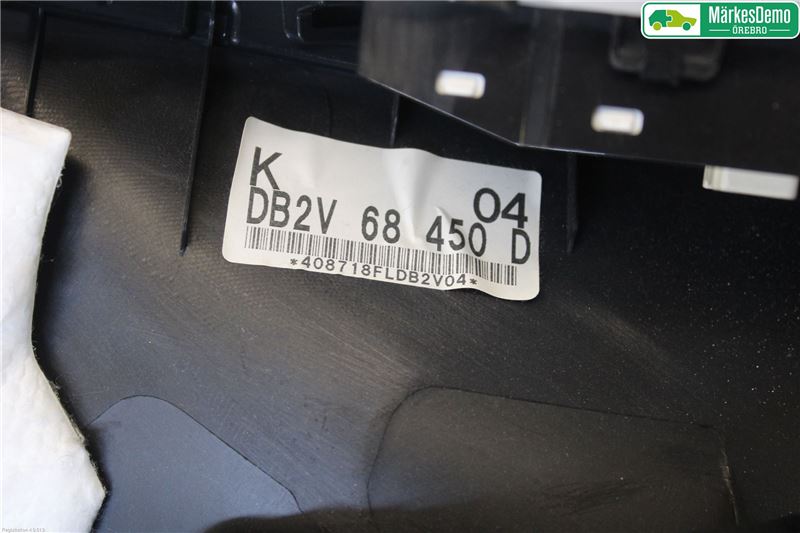 MärkesDemo
ÖREBRO
K 04
DB2V 68 450 D
*408718FLDB2V04*